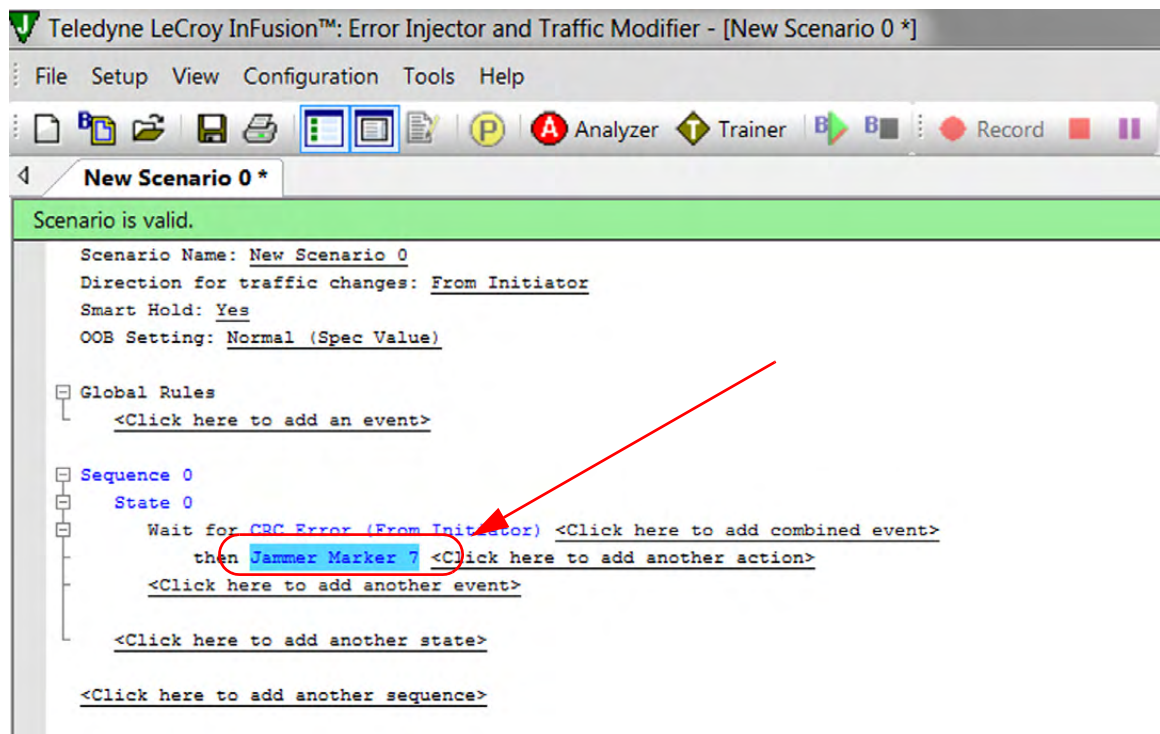 Teledyne LeCroy InFusion™: Error Injector and Traffic Modifier - [New Scenario 0 *]
File Setup View Configuration Tools Help
B P A Analyzer T Trainer B B Record
New Scenario 0 *
Scenario is valid.
Scenario Name: New Scenario 0
Direction for traffic changes: From Initiator
Smart Hold: Yes
OOB Setting: Normal (Spec Value)
Global Rules
<Click here to add an event>
Sequence 0
State 0
Wait for CRC Error (From Initiator) <Click here to add combined event>
then Jammer Marker 7 <Click here to add another action>
<Click here to add another event>
<Click here to add another state>
<Click here to add another sequence>